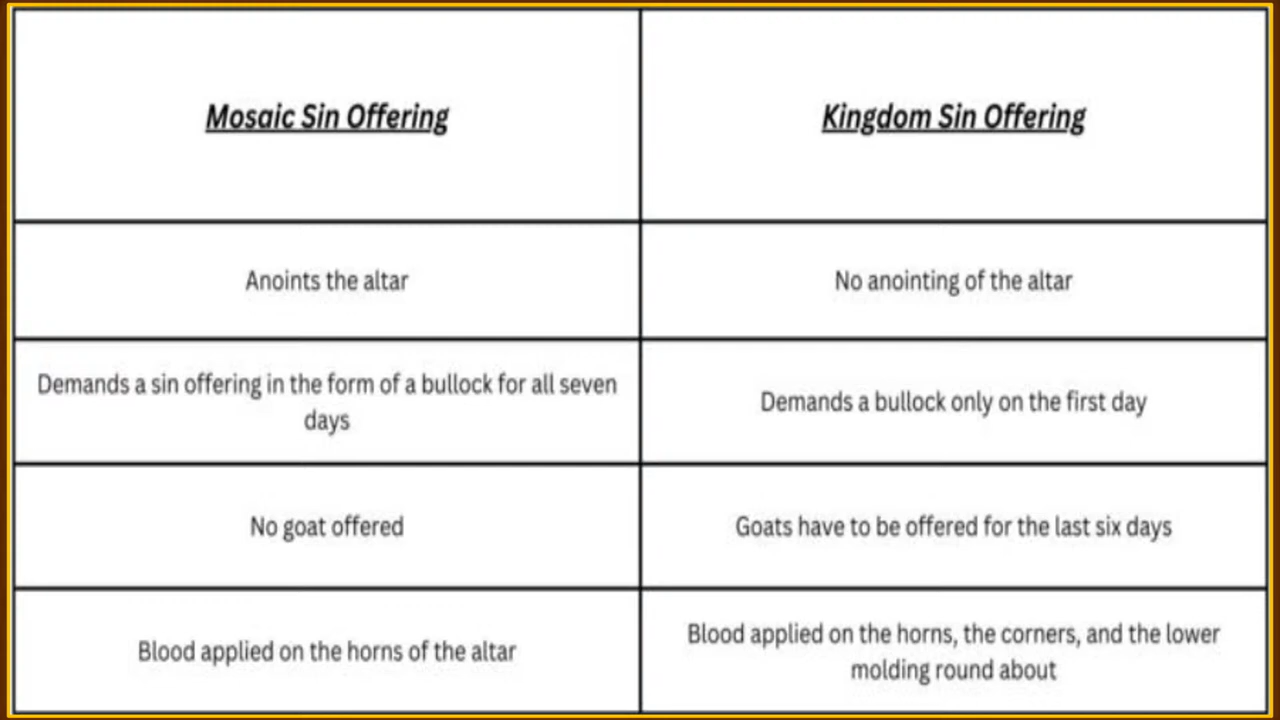 Mosaic Sin Offering
Kingdom Sin Offering
Anoints the altar
No anointing of the altar
Demands a sin offering in the form of a bullock for all seven
days
Demands a bullock only on the first day
No goat offered
Goats have to be offered for the last six days
Blood applied on the horns of the altar
Blood applied on the horns, the corners, and the lower
molding round about